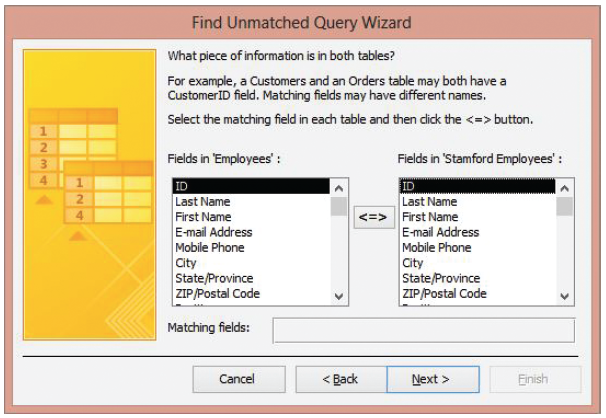 Find Unmatched Query Wizard
What piece of information is in both tables?
For example, a Customers and an Orders table may both have a
CustomerID field. Matching fields may have different names.
Select the matching field in each table and then click the <=> button.
1
2
3
4
1
2
4
Fields in 'Employees' :
ID
Last Name
First Name
E-mail Address
Mobile Phone
City
State/Province
ZIP/Postal Code
<=>
Fields in 'Stamford Employees' :
ID
Last Name
First Name
E-mail Address
Mobile Phone
City
State/Province
ZIP/Postal Code
Matching fields:
Cancel
< Back
Next >
Finish